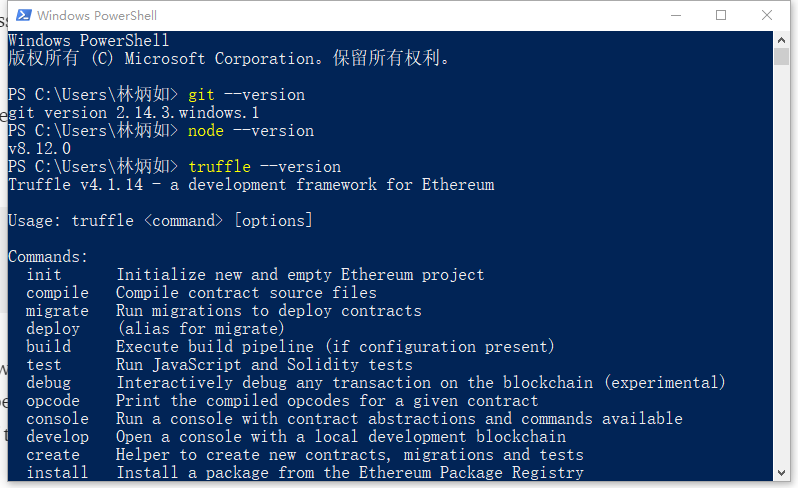 Windows PowerShell
Windows PowerShell
版权所有 (C) Microsoft Corporation。保留所有权利。
PS C:\Users\林炳如> git --version
git version 2.14.3.windows.1
PS C:\Users\林炳如> node --version
v8.12.0
PS C:\Users\林炳如> truffle --version
Truffle v4.1.14 - a development framework for Ethereum
Usage: truffle <command> [options]
Commands:
init Initialize new and empty Ethereum project
compile Compile contract source files
migrate Run migrations to deploy contracts
deploy (alias for migrate)
build Execute build pipeline (if configuration present)
test Run JavaScript and Solidity tests
debug Interactively debug any transaction on the blockchain (experimental)
opcode Print the compiled opcodes for a given contract
console Run a console with contract abstractions and commands available
develop Open a console with a local development blockchain
create Helper to create new contracts, migrations and tests
install Install a package from the Ethereum Package Registry